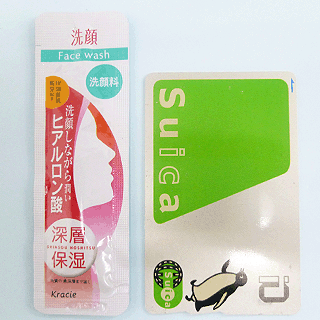 洗顔
Face wash
洗顔料
洗顔しながら潤い
ヒアルロン酸
深層
SHINSOU-HOSHITSU
保湿
Kracie
Suica
Suica